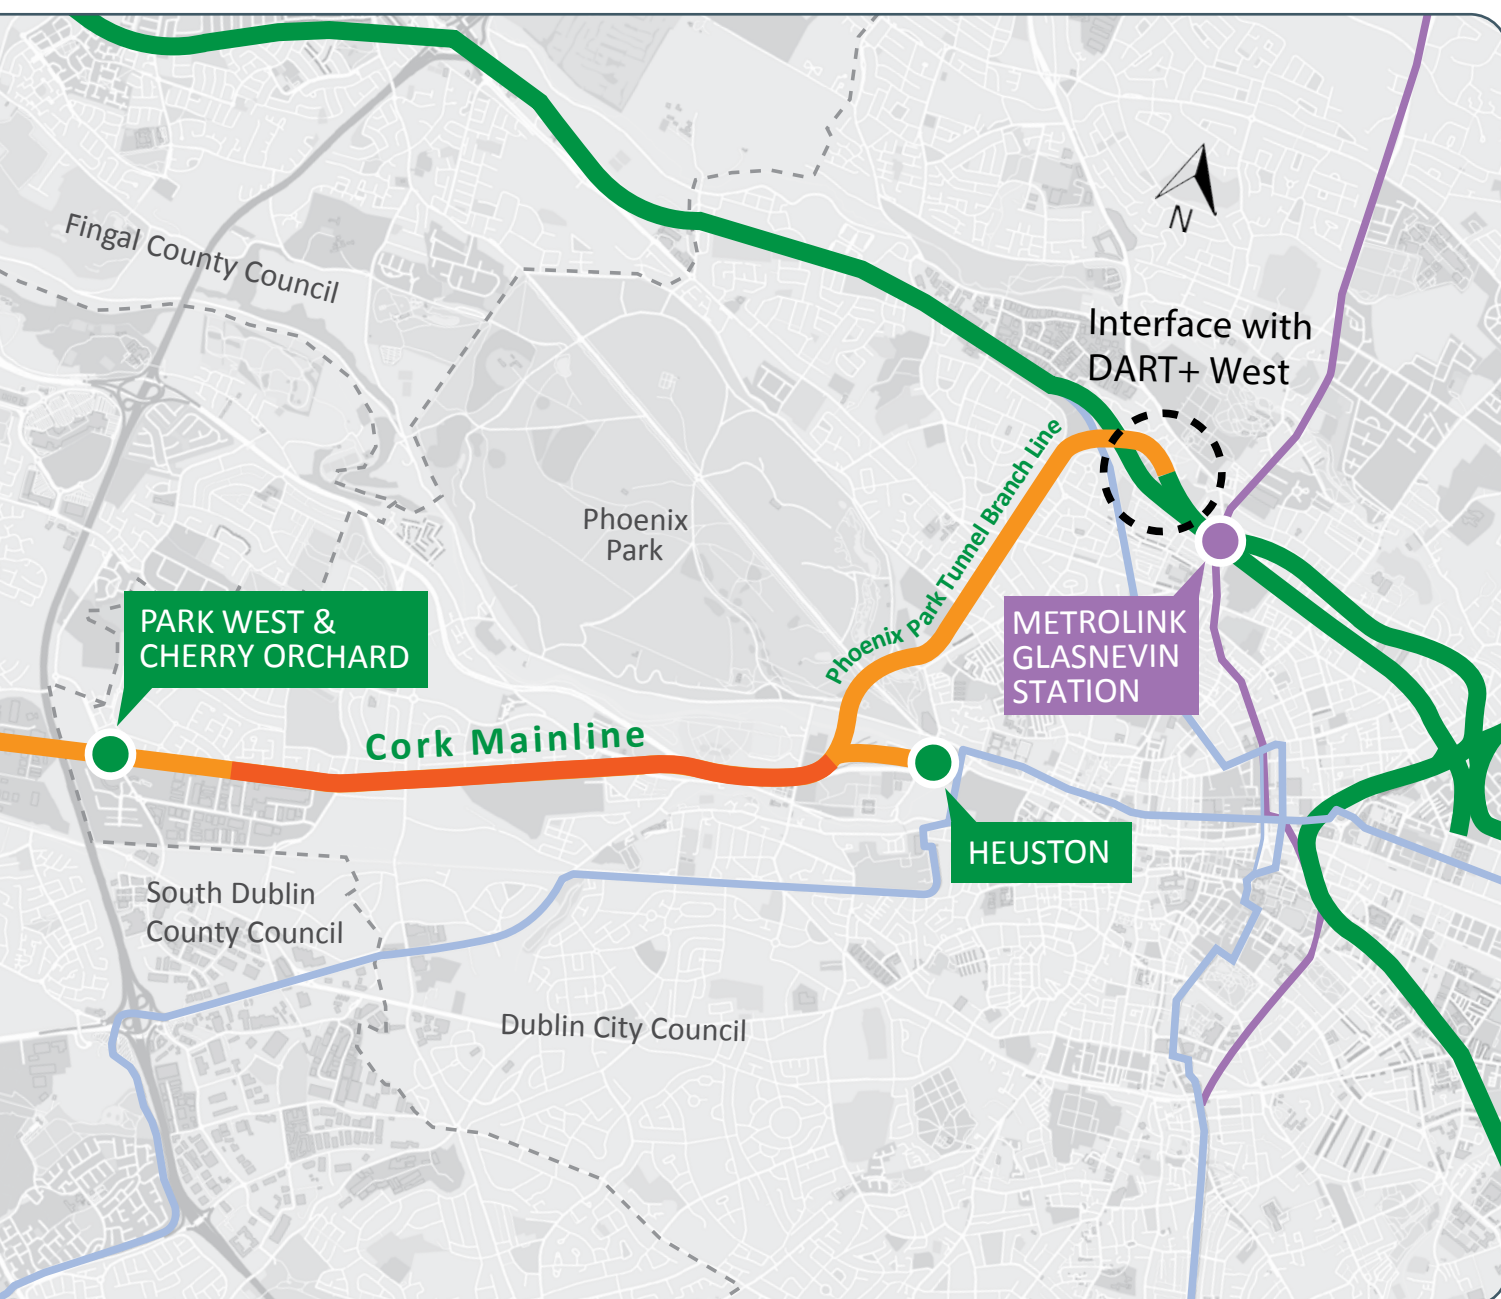 Fingal County Council
N
Interface with
DART+ West
Phoenix
Park
Phoenix Park Tunnel Branch Line
PARK WEST &
CHERRY ORCHARD
METROLINK
GLASNEVIN
STATION
Cork Mainline
HEUSTON
South Dublin
County Council
Dublin City Council